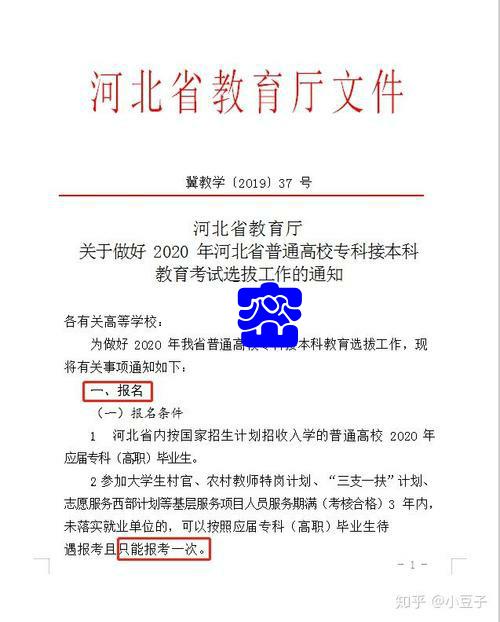 河北省教育厅文件
冀教学〔2019〕37 号
河北省教育厅
关于做好 2020 年河北省普通高校专科接本科
教育考试选拔工作的通知
各有关高等学校：
为做好 2020 年我省普通高校专科接本科教育选拔工作，现
将有关事项通知如下：
一、报名
（一）报名条件
1 河北省内按国家招生计划招收入学的普通高校 2020 年
应届专科（高职）毕业生。
2 参加大学生村官、农村教师特岗计划、“三支一扶”计划、
志愿服务西部计划等基层服务项目人员服务期满（考核合格）3 年内，
未落实就业单位的，可以按照应届专科（高职）毕业生待
遇报考且只能报考一次。
- 1 -
知乎 @小豆子